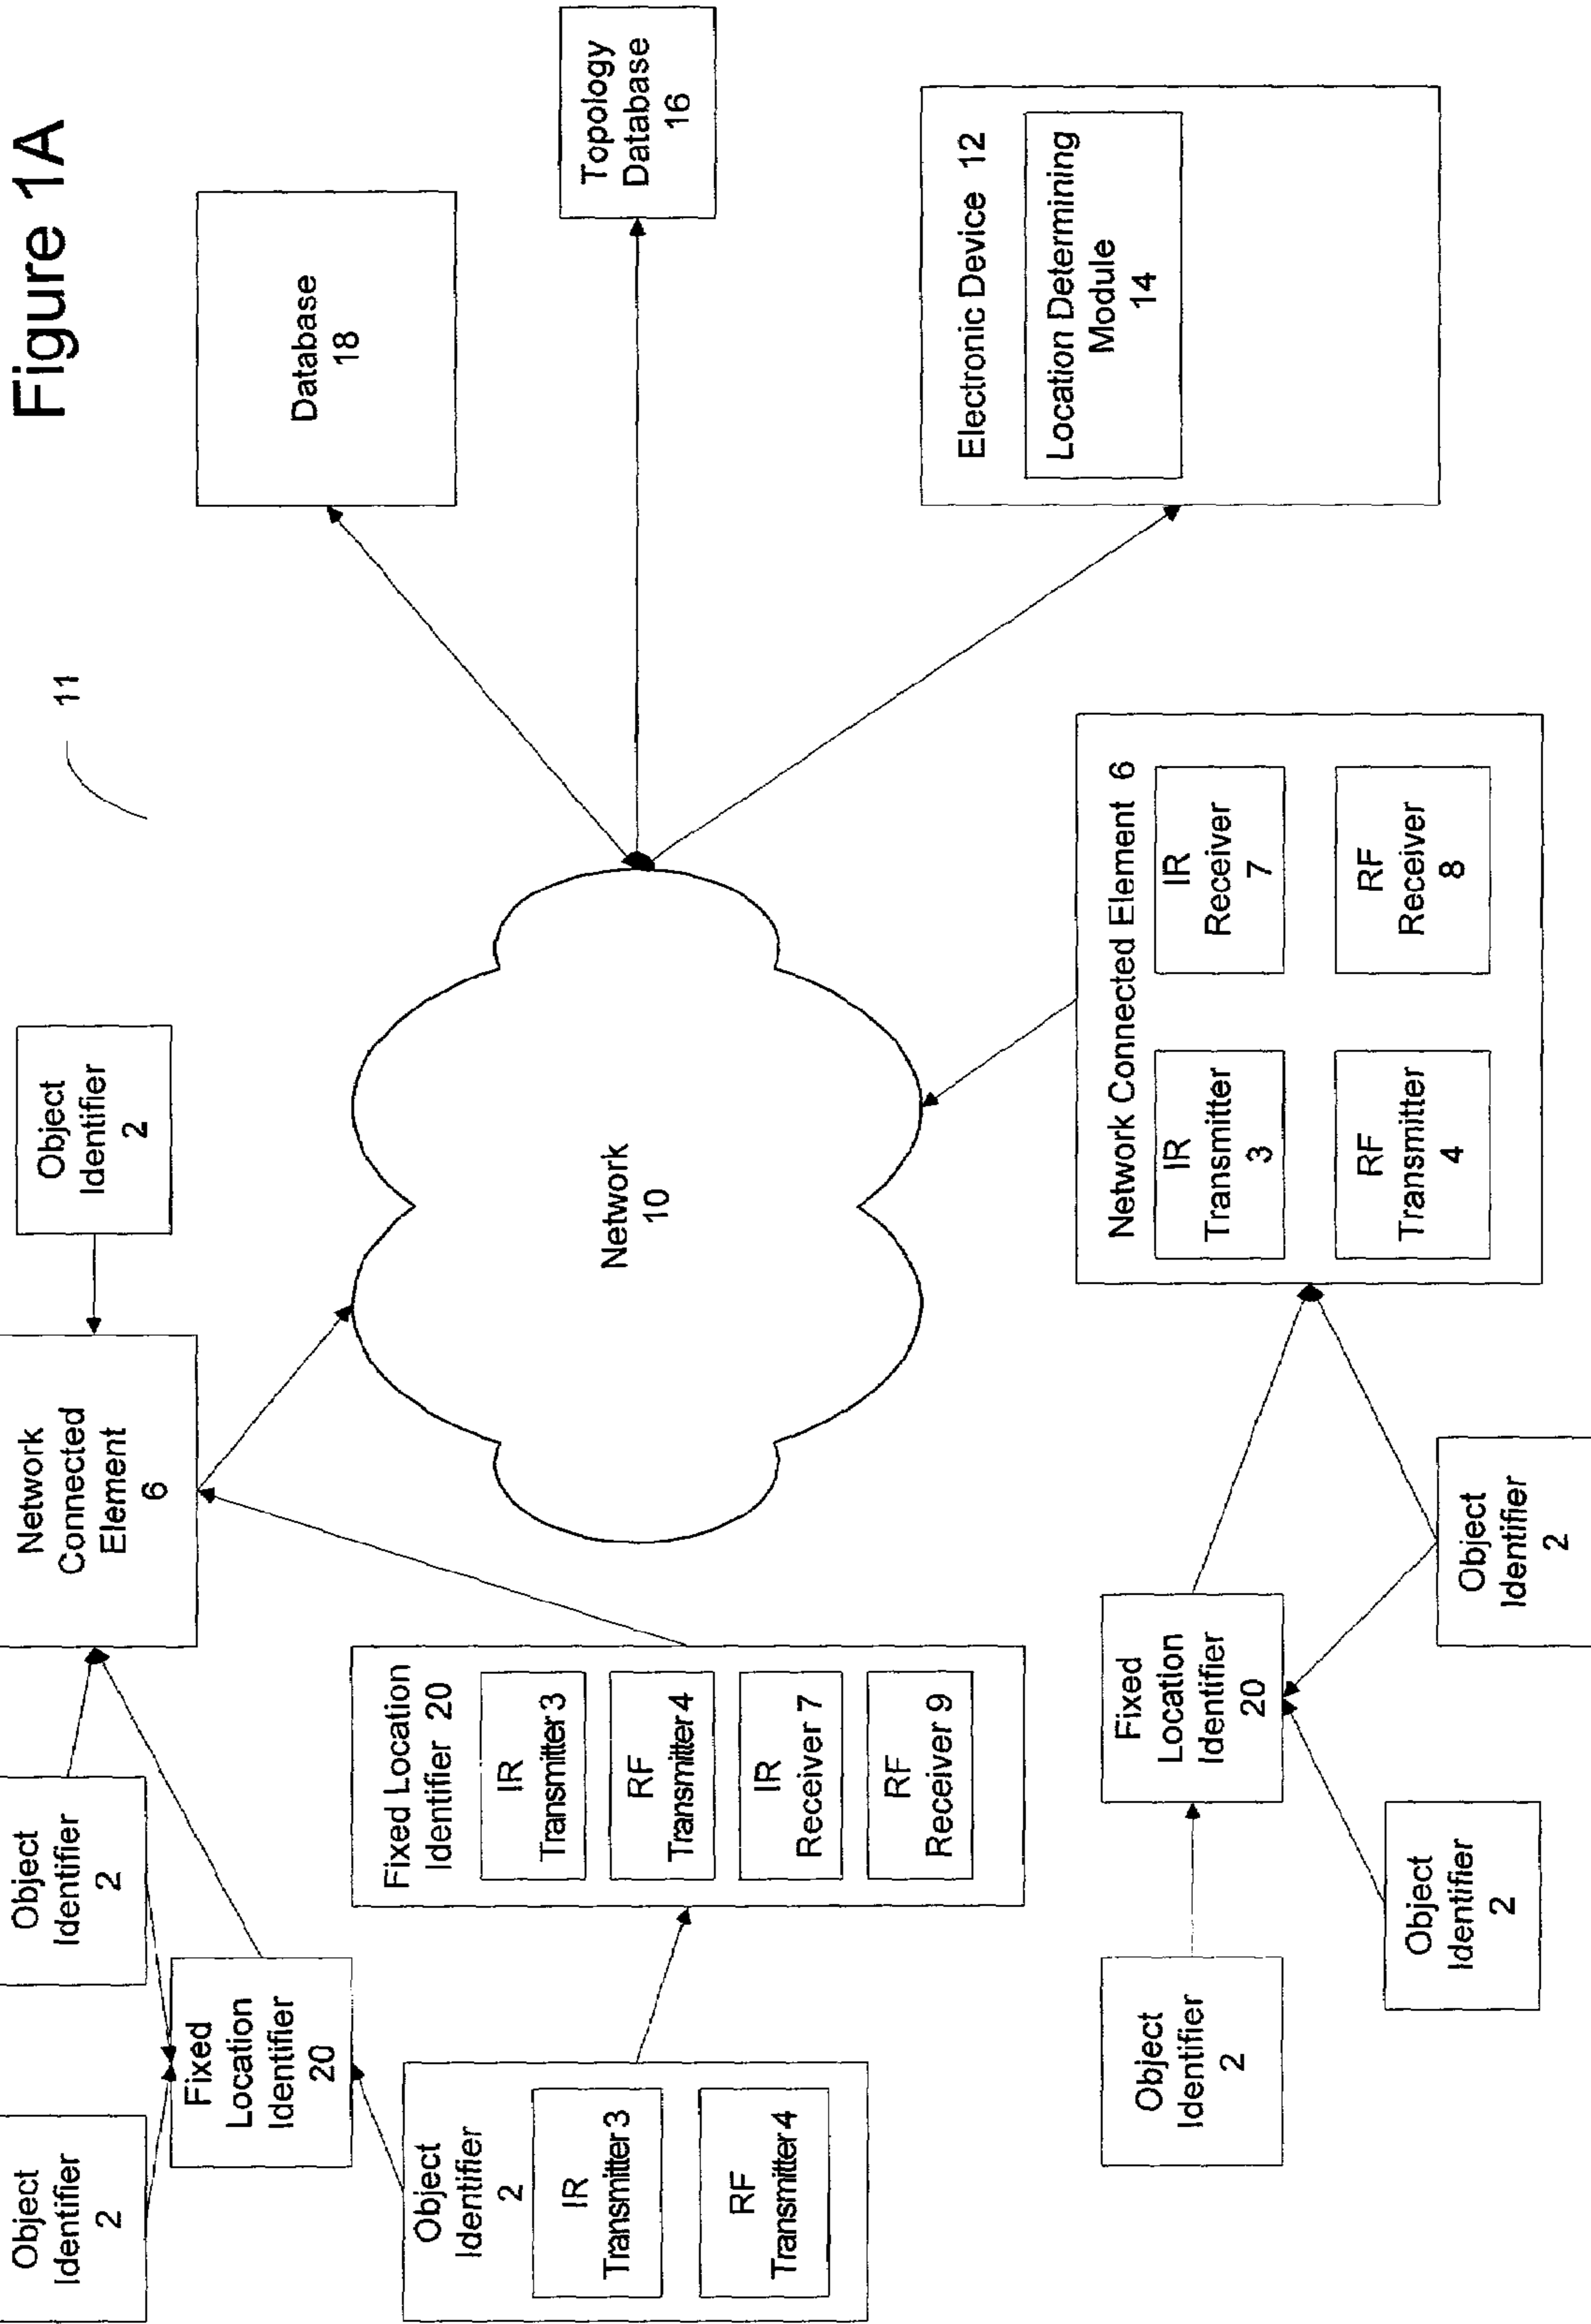 Figure 1A
11
Object
Identifier
2
Object
Identifier
2
Network
Connected
Element
6
Object
Identifier
2
Database
18
Fixed
Location
Identifier
20
Topology
Database
16
Network
10
Fixed Location
Identifier 20
IR
Transmitter 3
RF
Transmitter 4
IR
Receiver 7
RF
Receiver 9
Object
Identifier
2
IR
Transmitter 3
RF
Transmitter 4
Electronic Device 12
Location Determining
Module
14
Network Connected Element 6
IR
Transmitter
3
IR
Receiver
7
RF
Transmitter
4
RF
Receiver
8
Object
Identifier
2
Fixed
Location
Identifier
20
Object
Identifier
2
Object
Identifier
2